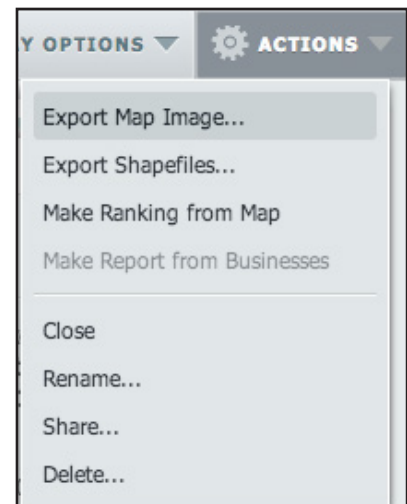 Y OPTIONS ACTIONS
Export Map Image...
Export Shapefiles...
Make Ranking from Map
Make Report from Businesses
Close
Rename...
Share...
Delete...